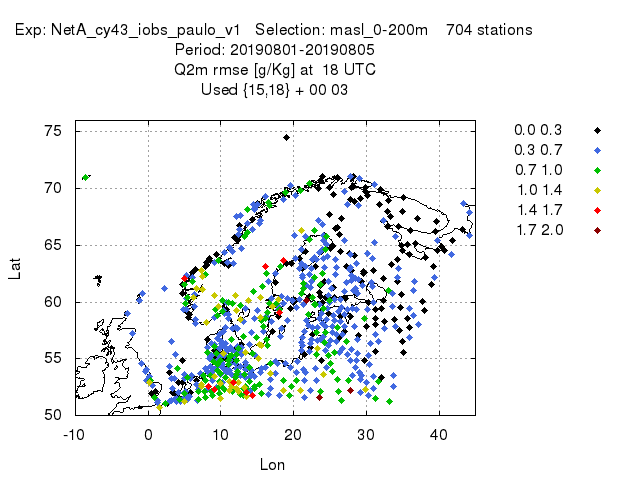 Exp: NetA_cy43_iobs_paulo_v1   Selection: masl_0-200m    704 stations
Period: 20190801-20190805
Q2m rmse [g/Kg] at  18 UTC
Used {15,18} + 00 03
0.0 0.3
0.3 0.7
0.7 1.0
1.0 1.4
1.4 1.7
1.7 2.0
75
70
65
60
55
50
Lat
-10 0 10 20 30 40
Lon